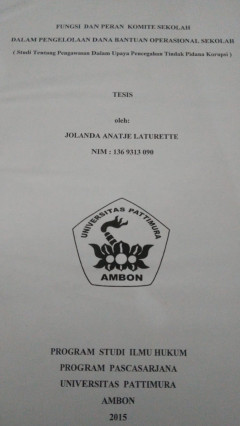 FUNGSI DAN PERAN KOMITE SEKOLAH
DALAM PENGELOLAAN DANA BANTUAN OPERASIONAL SEKOLAH
( Studi Tentang Pengawasan Dalam Upaya Pencegahan Tindak Pidana Korupsi )
TESIS
oleh:
JOLANDA ANATJE LATURETTE
NIM : 136 9313 090
UNIVERSITAS PATTIMURA
AMBON
PROGRAM STUDI ILMU HUKUM
PROGRAM PASCASARJANA
UNIVERSITAS PATTIMURA
AMBON
2015